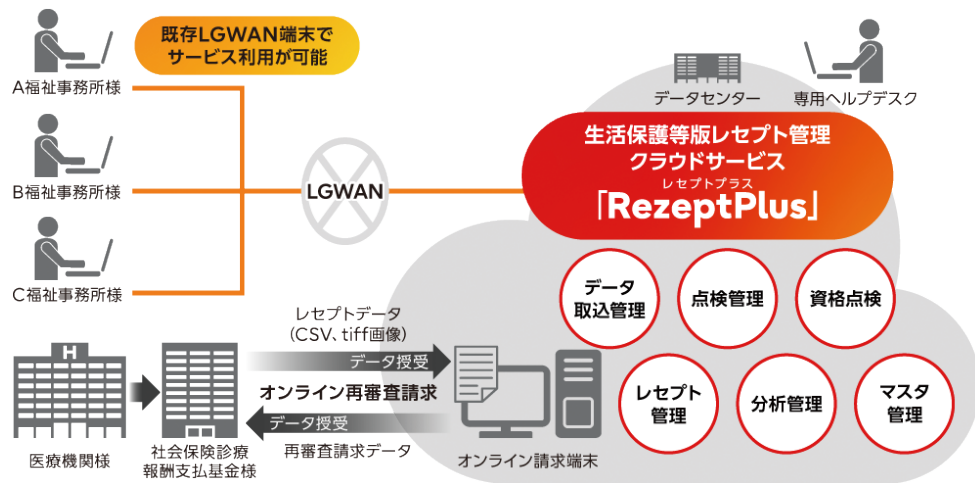 既存LGWAN端末で
サービス利用が可能
A福祉事務所様
B福祉事務所様
C福祉事務所様
LGWAN
データセンター
専用ヘルプデスク
生活保護等版レセプト管理
クラウドサービス
レセプトプラス
「RezeptPlus」
データ
取込管理
点検管理
資格点検
レセプト
管理
分析管理
マスタ
管理
レセプトデータ
(CSV、tiff画像)
データ授受
オンライン再審査請求
データ授受
再審査請求データ
H
医療機関様
社会保険診療
報酬支払基金様
オンライン請求端末